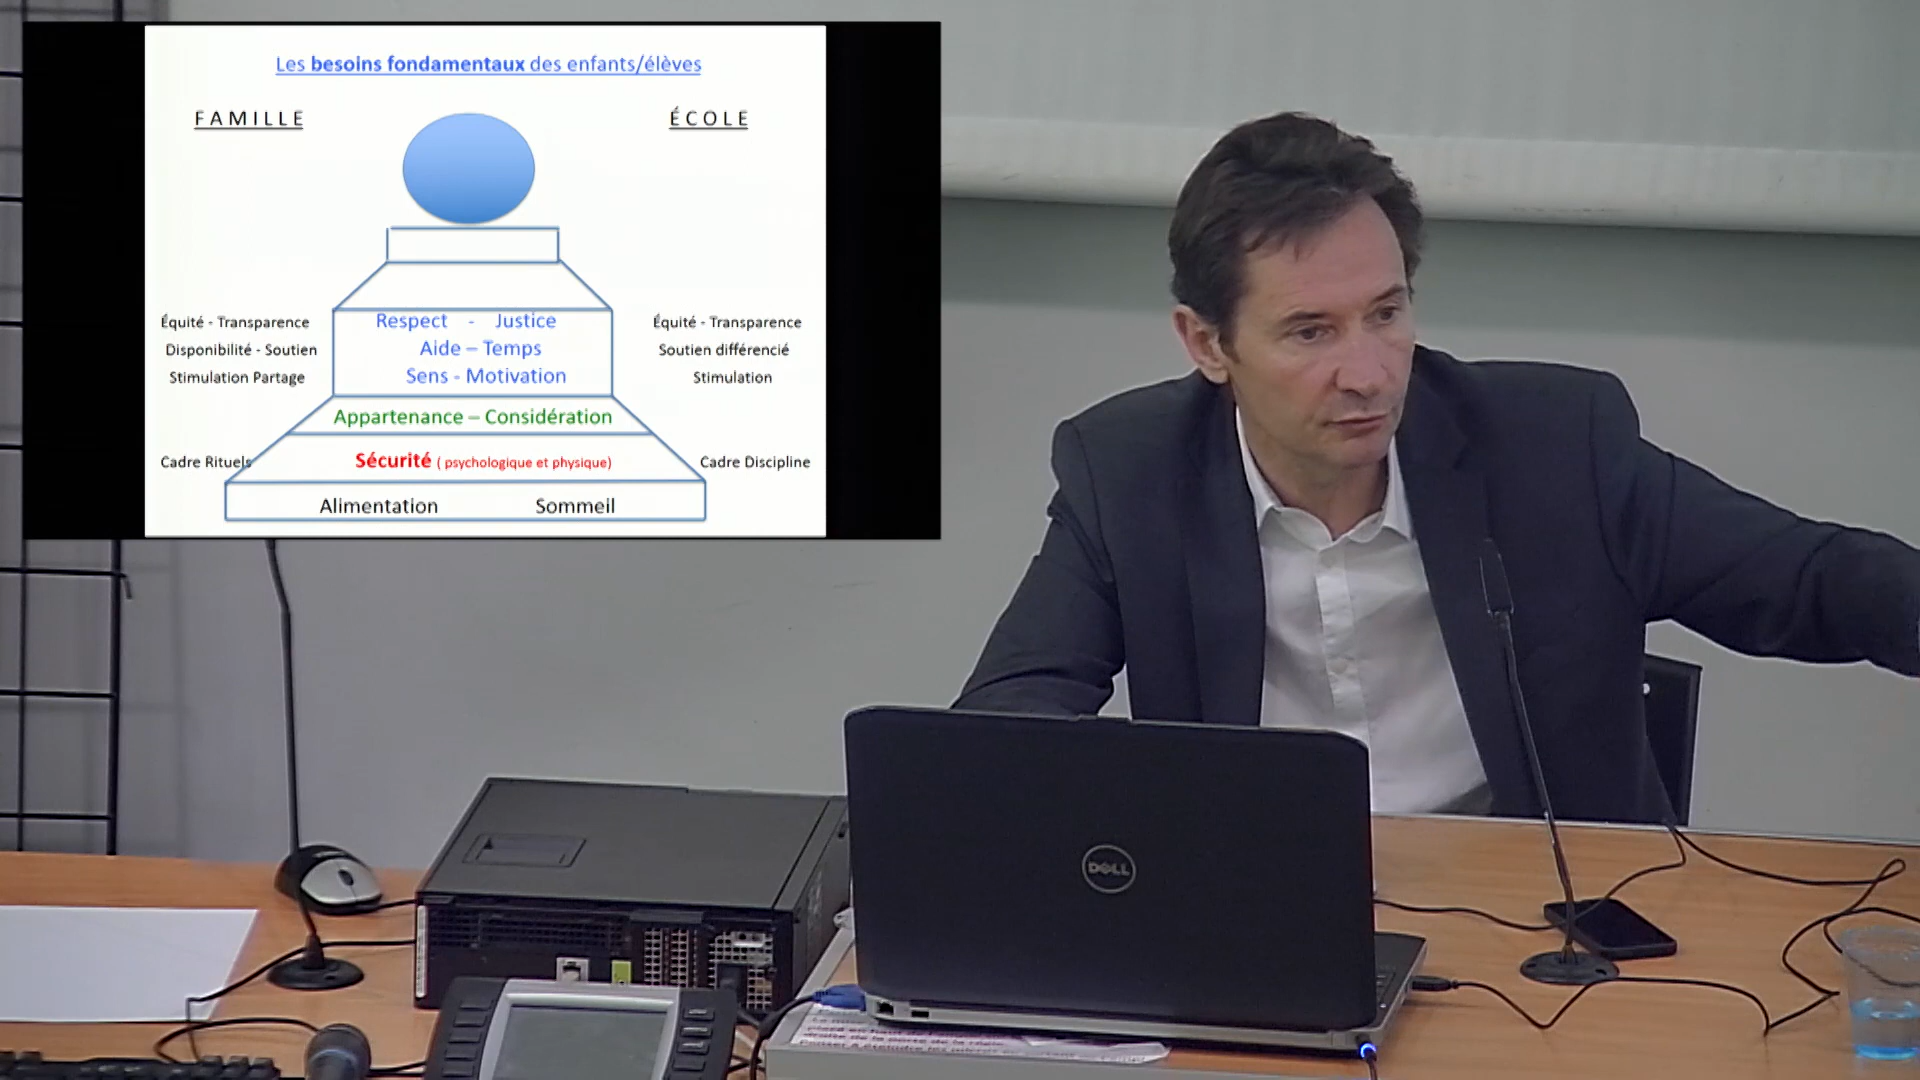 Les besoins fondamentaux des enfants/élèves
FAMILLE
ÉCOLE
Équité - Transparence
Respect - Justice
Équité - Transparence
Disponibilité - Soutien
Aide – Temps
Soutien différencié
Stimulation Partage
Sens - Motivation
Stimulation
Appartenance – Considération
Cadre Rituels
Sécurité ( psychologique et physique)
Cadre Discipline
Alimentation Sommeil
DELL